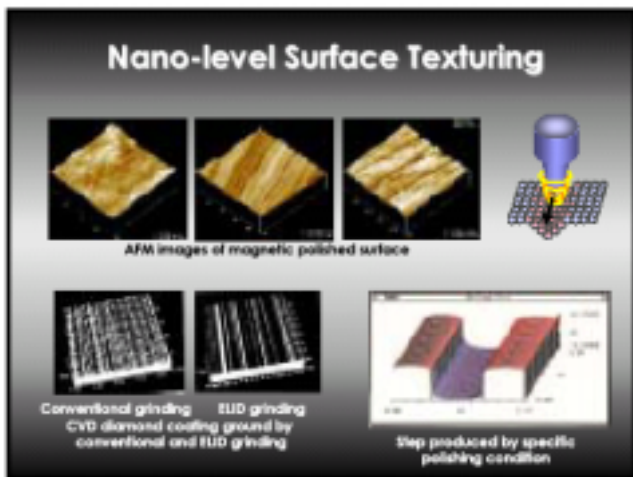 Nano-level Surface Texturing
AFM images of magnetic polished surface
Conventional grinding ELID grinding
CVD diamond coating ground by
conventional and ELID grinding
Step produced by specific
polishing condition